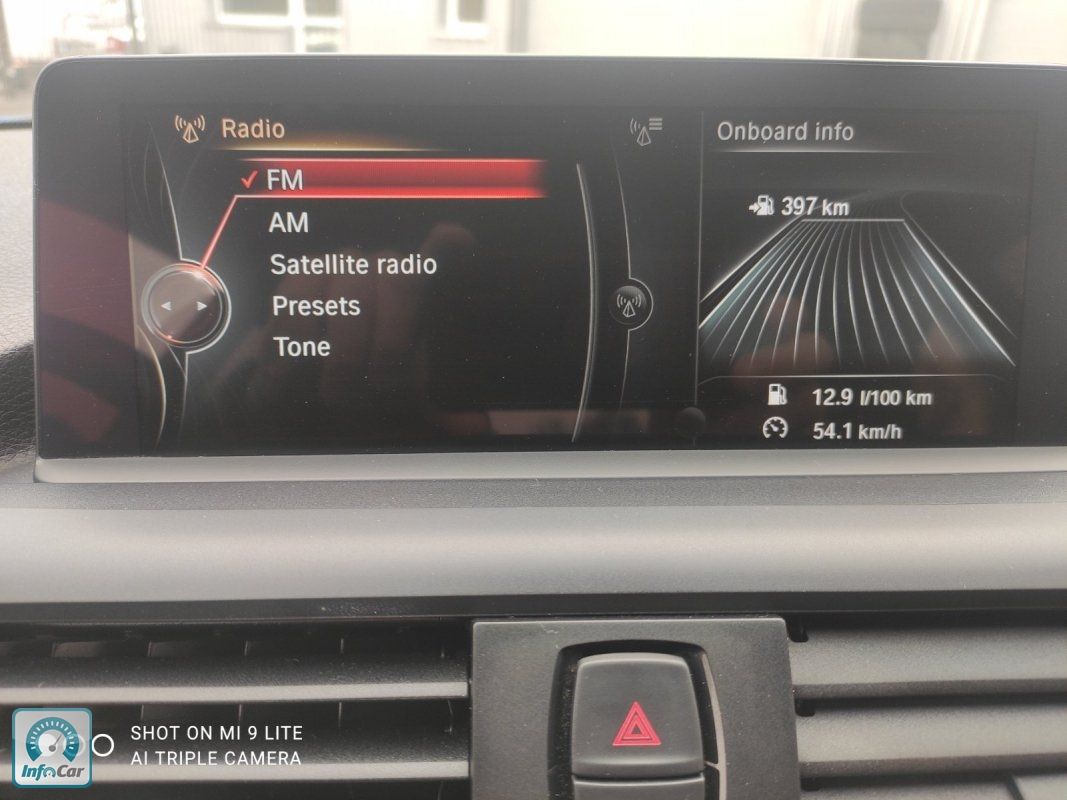 Radio
FM
AM
Satellite radio
Presets
Tone
Onboard info
397 km
12.9 l/100 km
54.1 km/h
SHOT ON MI 9 LITE
AI TRIPLE CAMERA
InfoCar